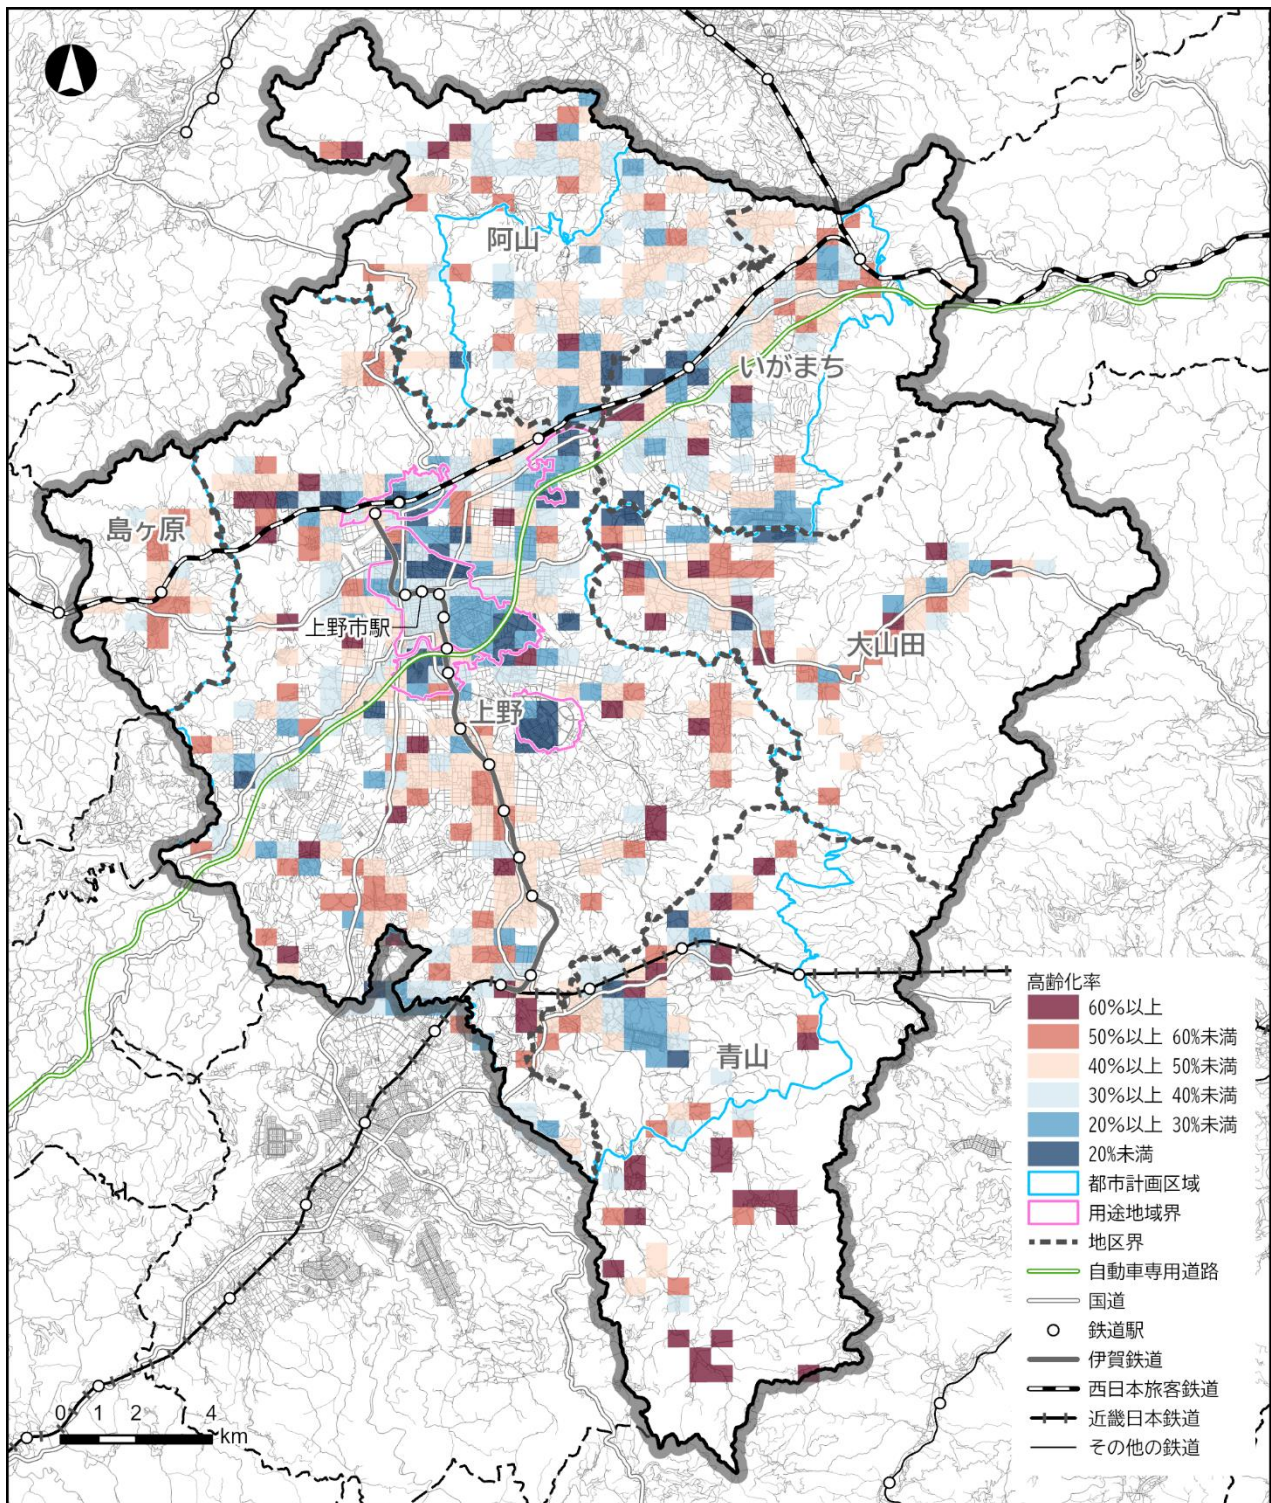 阿山
いがまち
島ヶ原
上野市駅
大山田
上野
青山
高齢化率
60%以上
50%以上 60%未満
40%以上 50%未満
30%以上 40%未満
20%以上 30%未満
20%未満
都市計画区域
用途地域界
地区界
自動車専用道路
国道
鉄道駅
伊賀鉄道
西日本旅客鉄道
近畿日本鉄道
その他の鉄道
0 1 2 4
km